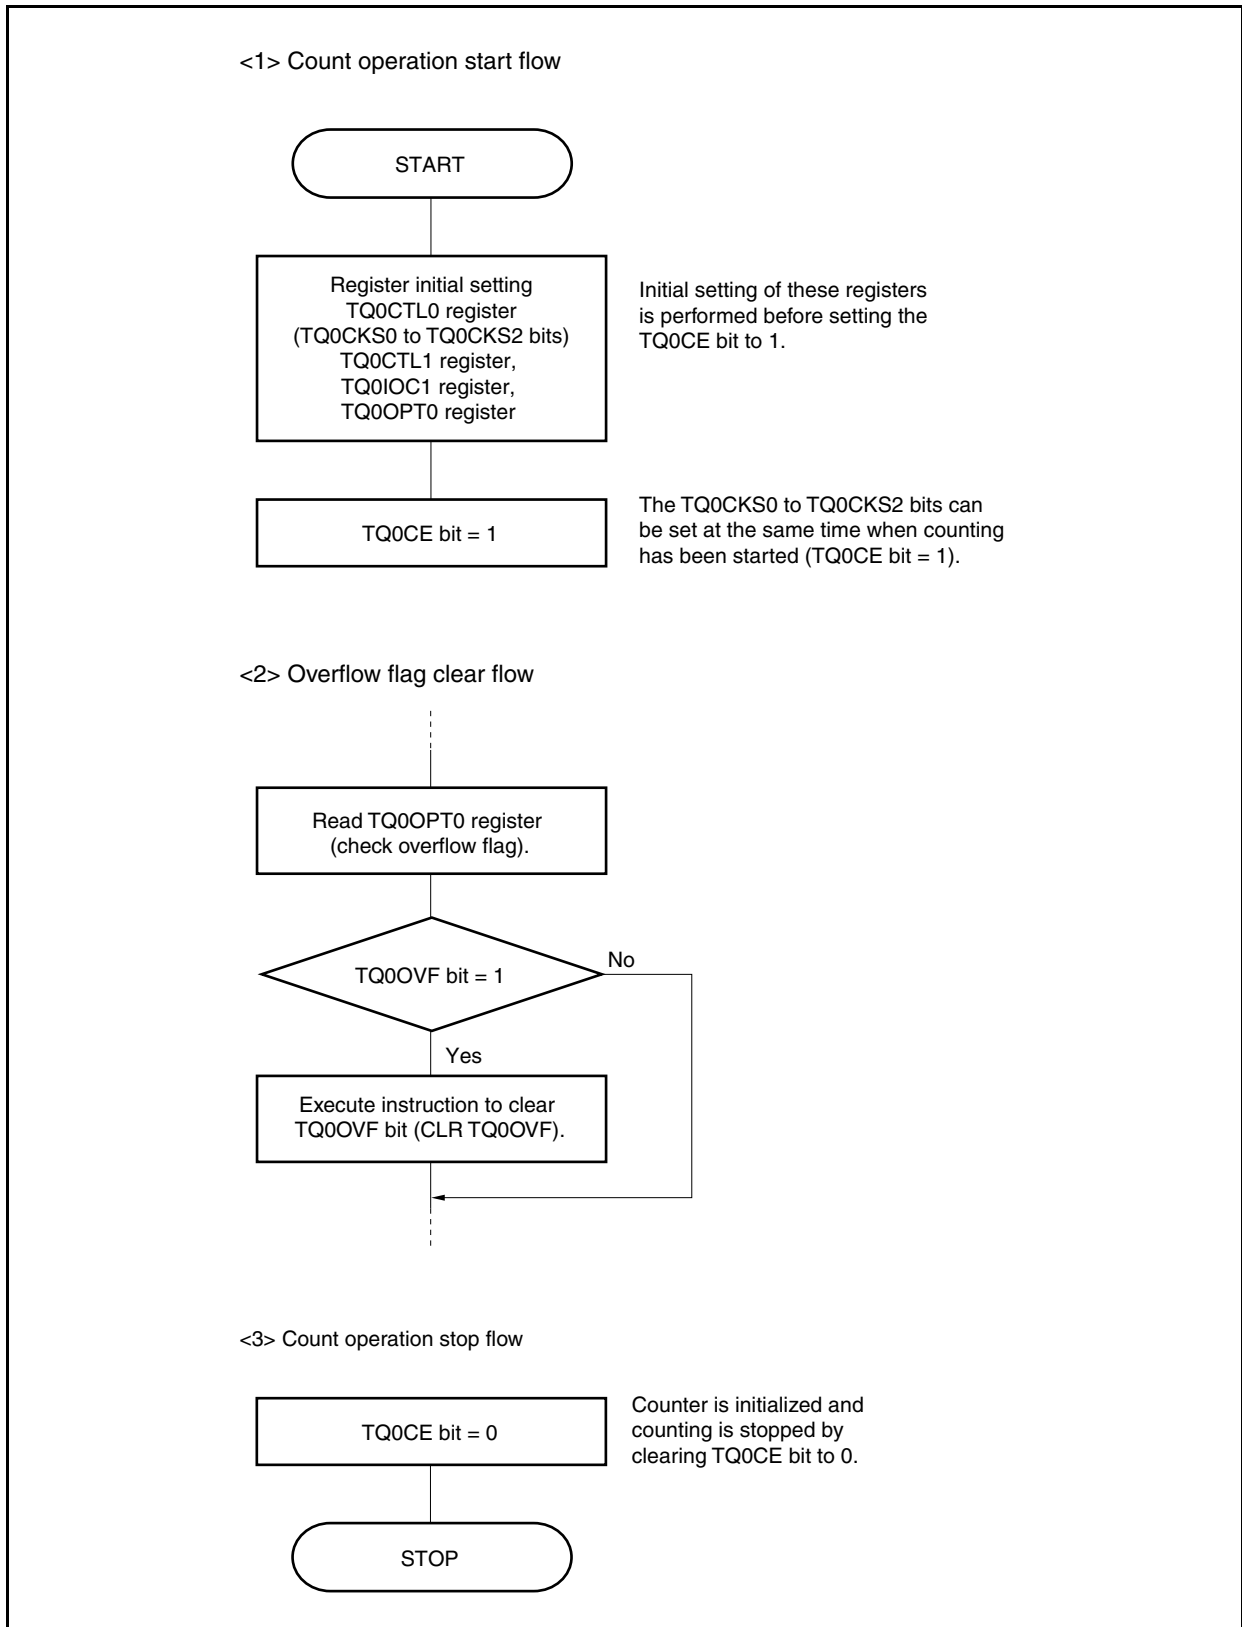 <1> Count operation start flow
START
Register initial setting
TQ0CTL0 register
(TQ0CKS0 to TQ0CKS2 bits)
TQ0CTL1 register,
TQ0IOC1 register,
TQ0OPT0 register
Initial setting of these registers
is performed before setting the
TQ0CE bit to 1.
TQ0CE bit = 1
The TQ0CKS0 to TQ0CKS2 bits can
be set at the same time when counting
has been started (TQ0CE bit = 1).
<2> Overflow flag clear flow
Read TQ0OPT0 register
(check overflow flag).
TQ0OVF bit = 1
No
Yes
Execute instruction to clear
TQ0OVF bit (CLR TQ0OVF).
<3> Count operation stop flow
TQ0CE bit = 0
Counter is initialized and
counting is stopped by
clearing TQ0CE bit to 0.
STOP